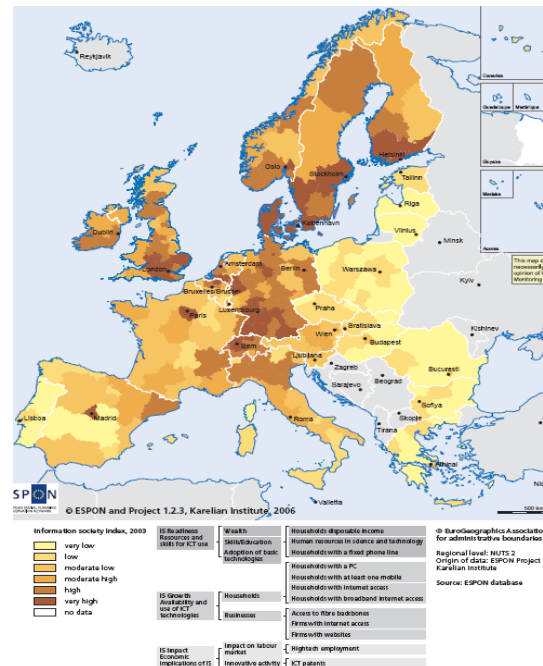 Reykjavik
Canarias
Guadeloupe
Martinique
Guyane
Madeira
Azores
Helsinki
Oslo
Stockholm
Tallinn
Riga
København
Vilnius
Minsk
Dublin
London
Amsterdam
Berlin
Warszawa
Kyiv
This map
necessarily
opinion of
Monitoring
Bruxelles/Brussel
Luxembourg
Praha
Paris
Kishinev
Wien
Bratislava
Budapest
Bern
Ljubljana
Zagreb
Beograd
Bucuresti
Sarajevo
Sofiya
Skopje
Tirana
Lisboa
Madrid
Roma
Athinai
Valletta
Nic
500 km
ESPON
© ESPON and Project 1.2.3, Karelian Institute, 2006
Information society Index, 2003
very low
low
moderate low
moderate high
high
very high
no data
IS Readiness
Resources and
skills for ICT use
Wealth
Skills/Education
Adoption of basic
technologies
Households disposable income
Human resources in science and technology
Households with a fixed phone line
IS Growth
Availability and
use of ICT
technologies
Households
Households with a PC
Households with at least one mobile
Households with internet access
Households with broadband internet access
Businesses
Access to fibre backbones
Firms with internet access
Firms with websites
IS Impact
Economic
implications of IS
Impact on labour
market
Hightech employment
Innovative activity
ICT patents
© EuroGeographics Association
for administrative boundaries
Regional level: NUTS 2
Origin of data: ESPON Project
Karelian Institute
Source: ESPON database